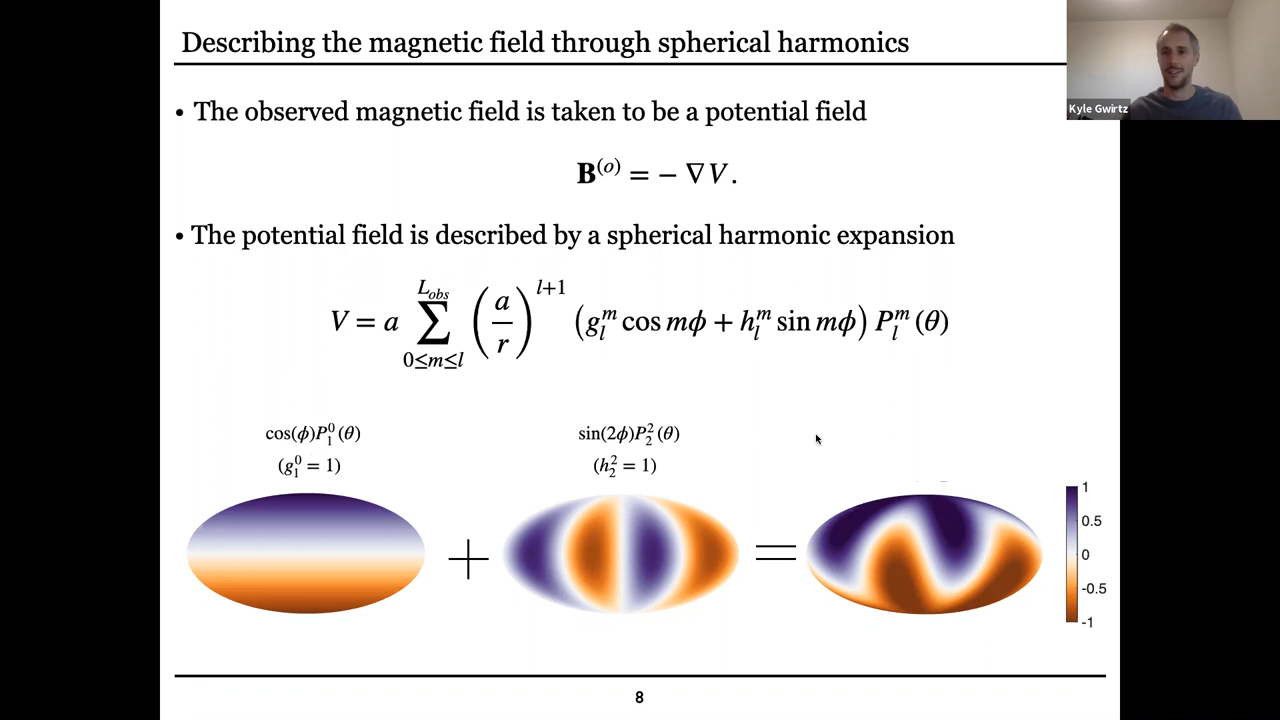 Describing the magnetic field through spherical harmonics
Kyle Gwirtz
• The observed magnetic field is taken to be a potential field
B^(o) = − ∇V.
• The potential field is described by a spherical harmonic expansion
V = a ∑_{0≤m≤l}^{L_obs} (a/r)^{l+1} (g_l^m cos mϕ + h_l^m sin mϕ) P_l^m(θ)
cos(ϕ)P_1^0(θ)
(g_1^0 = 1)
sin(2ϕ)P_2^2(θ)
(h_2^2 = 1)
+
=
1
0.5
0
-0.5
-1
8